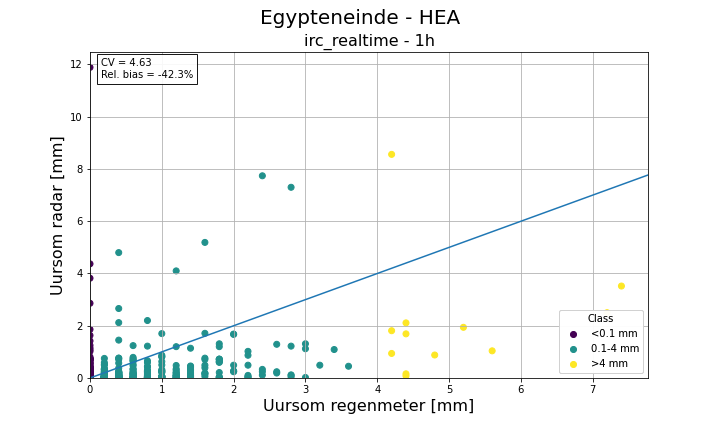 Egypteneinde - HEA
irc_realtime - 1h
CV = 4.63
Rel. bias = -42.3%
12
10
8
6
4
2
0
Uursom radar [mm]
Class
<0.1 mm
0.1-4 mm
>4 mm
0 1 2 3 4 5 6 7
Uursom regenmeter [mm]